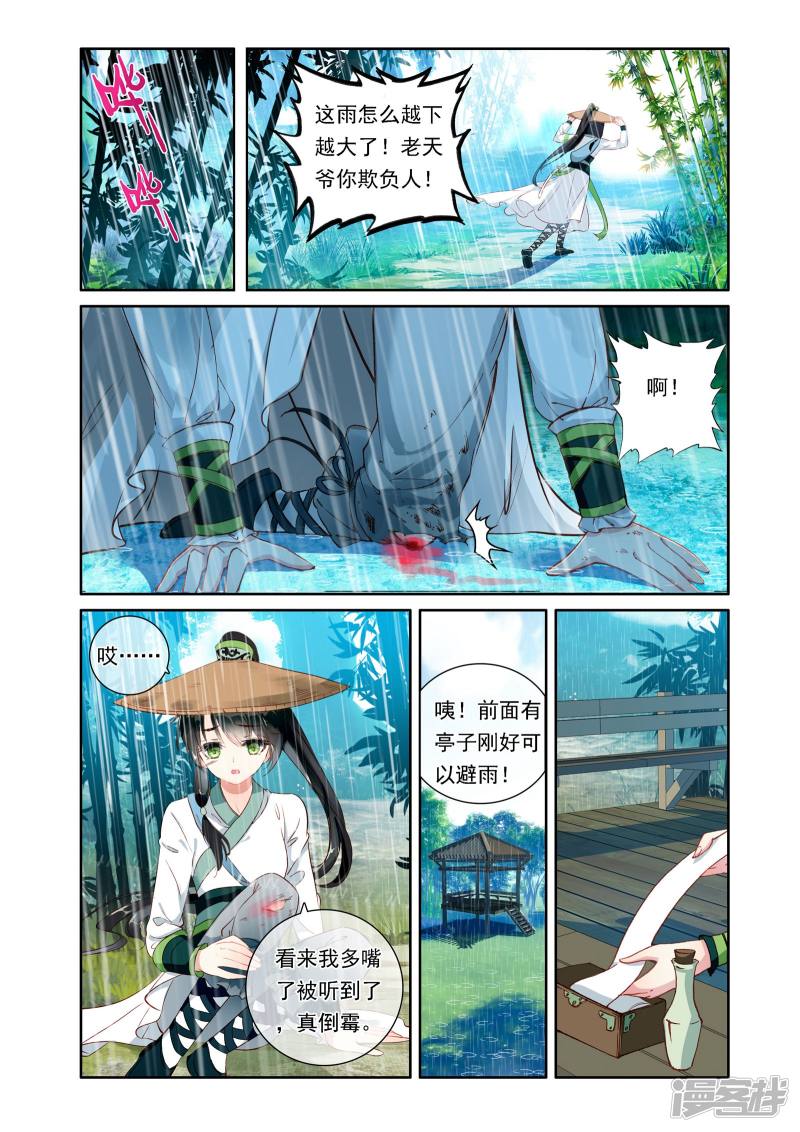 哗
哗
这雨怎么越下
越大了！老天
爷你欺负人！
啊！
哎……
看来我多嘴
了被听到了
，真倒霉。
咦！前面有
亭子刚好可
以避雨！
漫客栈